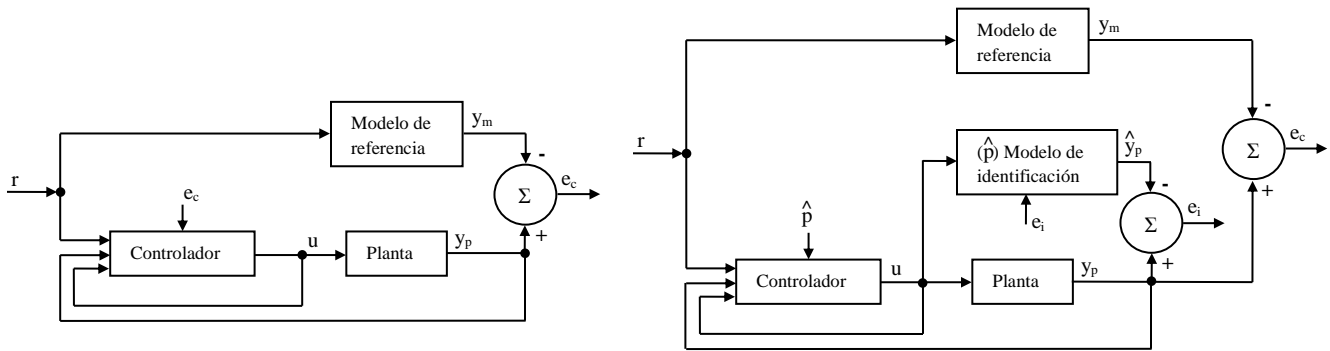 Modelo de
referencia
y_m
-
r
e_c
Σ
e_c
+
Controlador
u
Planta
y_p
Modelo de
referencia
y_m
-
r
(p̂) Modelo de
identificación
ŷ_p
-
Σ
e_c
+
e_i
Σ
e_i
+
p̂
Controlador
u
Planta
y_p